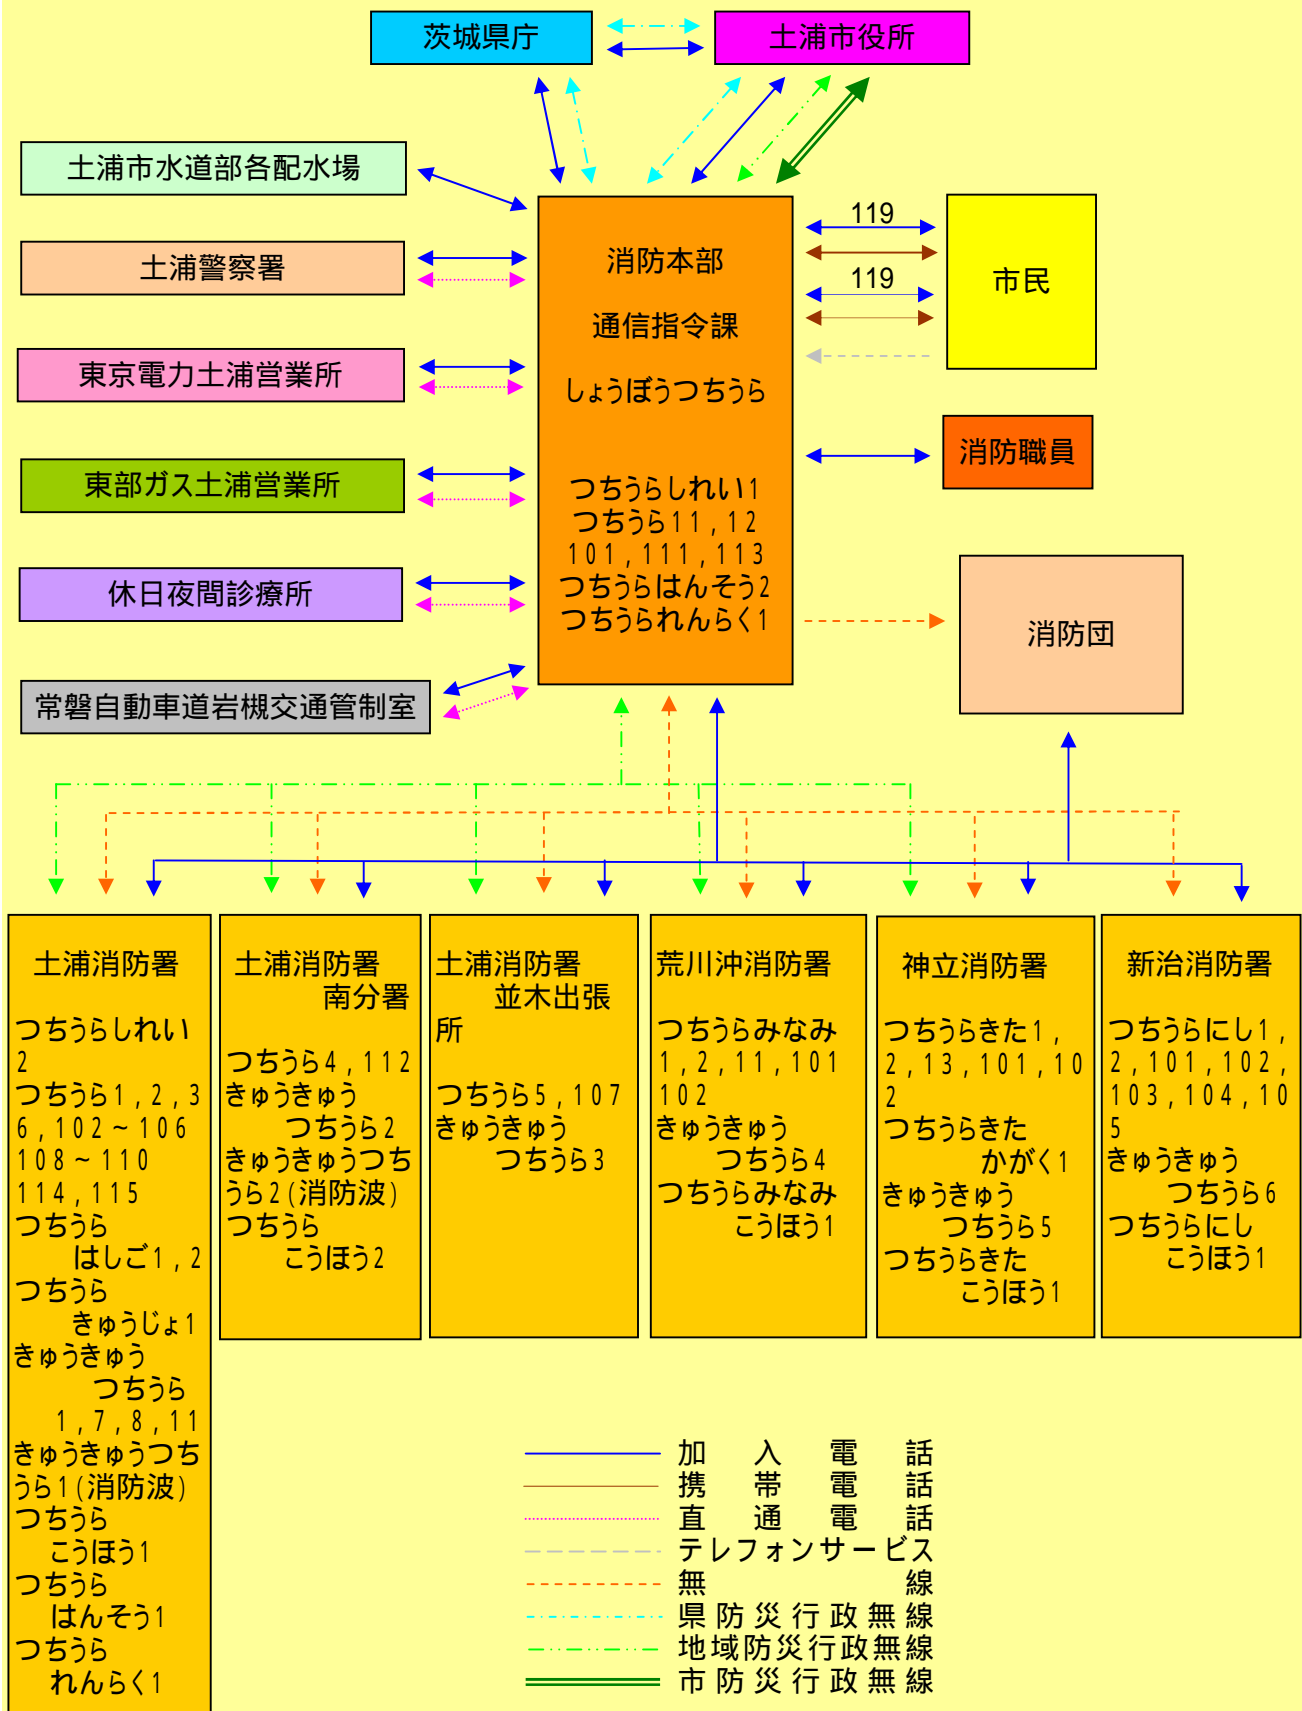 茨城県庁
土浦市役所
土浦市水道部各配水場
土浦警察署
東京電力土浦営業所
東部ガス土浦営業所
休日夜間診療所
常磐自動車道岩槻交通管制室
消防本部
通信指令課
しょうぼうつちうら
つちうらしれい1
つちうら11,12
101,111,113
つちうらはんそう2
つちうられんらく1
119
119
市民
消防職員
消防団
土浦消防署
つちうらしれい
2
つちうら1,2,3
6,102～106
108～110
114,115
つちうら
はしご1,2
つちうら
きゅうじょ1
きゅうきゅう
つちうら
1,7,8,11
きゅうきゅうつち
うら1(消防波)
つちうら
こうほう1
つちうら
はんそう1
つちうら
れんらく1
土浦消防署
南分署
つちうら4,112
きゅうきゅう
つちうら2
きゅうきゅうつち
うら2(消防波)
つちうら
こうほう2
土浦消防署
並木出張
所
つちうら5,107
きゅうきゅう
つちうら3
荒川沖消防署
つちうらみなみ
1,2,11,101
102
きゅうきゅう
つちうら4
つちうらみなみ
こうほう1
神立消防署
つちうらきた1,
2,13,101,10
2
つちうらきた
かがく1
きゅうきゅう
つちうら5
つちうらきた
こうほう1
新治消防署
つちうらにし1,
2,101,102,
103,104,10
5
きゅうきゅう
つちうら6
つちうらにし
こうほう1
加入電話
携帯電話
直通電話
テレフォンサービス
無線
県防災行政無線
地域防災行政無線
市防災行政無線